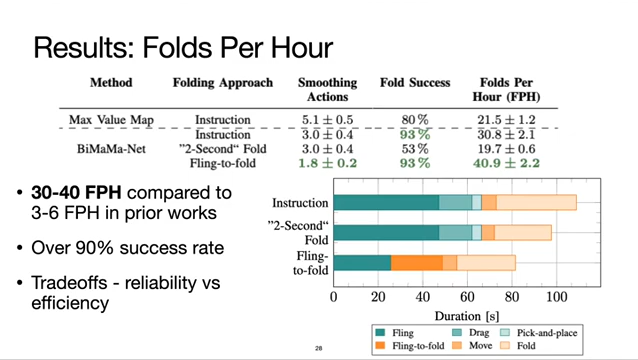 Results: Folds Per Hour
Method Folding Approach Smoothing Actions Fold Success Folds Per Hour (FPH)
Max Value Map Instruction 5.1 ± 0.5 80 % 21.5 ± 1.2
Instruction 3.0 ± 0.4 93 % 30.8 ± 2.1
BiMaMa-Net "2-Second“ Fold 3.0 ± 0.4 53 % 19.7 ± 0.6
Fling-to-fold 1.8 ± 0.2 93 % 40.9 ± 2.2
• 30-40 FPH compared to
3-6 FPH in prior works
• Over 90% success rate
• Tradeoffs - reliability vs
efficiency
Instruction
"2-Second“
Fold
Fling-
to-fold
0 20 40 60 80 100
Duration [s]
Fling Drag Pick-and-place
Fling-to-fold Move Fold
28